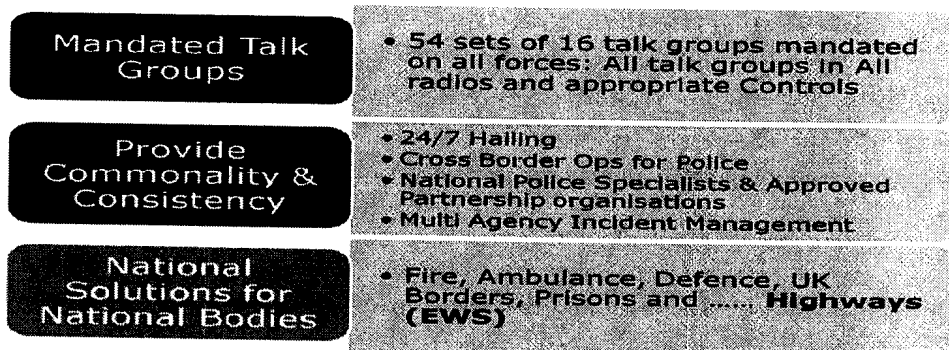 Mandated Talk
Groups
• 54 sets of 16 talk groups mandated
on all forces: All talk groups in All
radios and appropriate Controls
Provide
Commonality &
Consistency
• 24/7 Hailing
• Cross Border Ops for Police
• National Police Specialists & Approved
Partnership organisations
• Multi Agency Incident Management
National
Solutions for
National Bodies
• Fire, Ambulance, Defence, UK
Borders, Prisons and ...... Highways
(EWS)